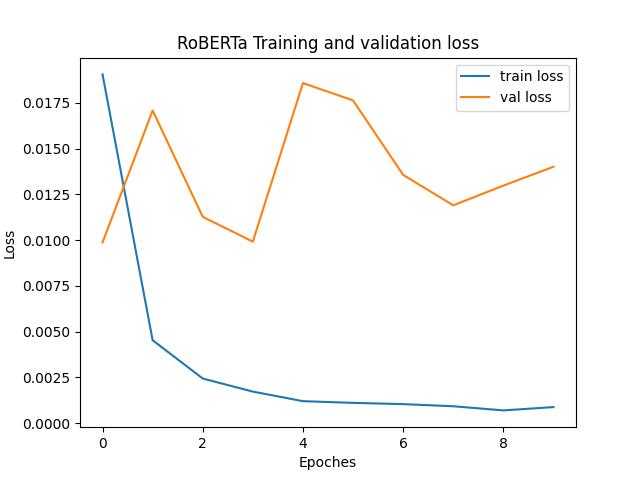 RoBERTa Training and validation loss
train loss
val loss
0.0175
0.0150
0.0125
0.0100
0.0075
0.0050
0.0025
0.0000
Loss
0 2 4 6 8
Epoches